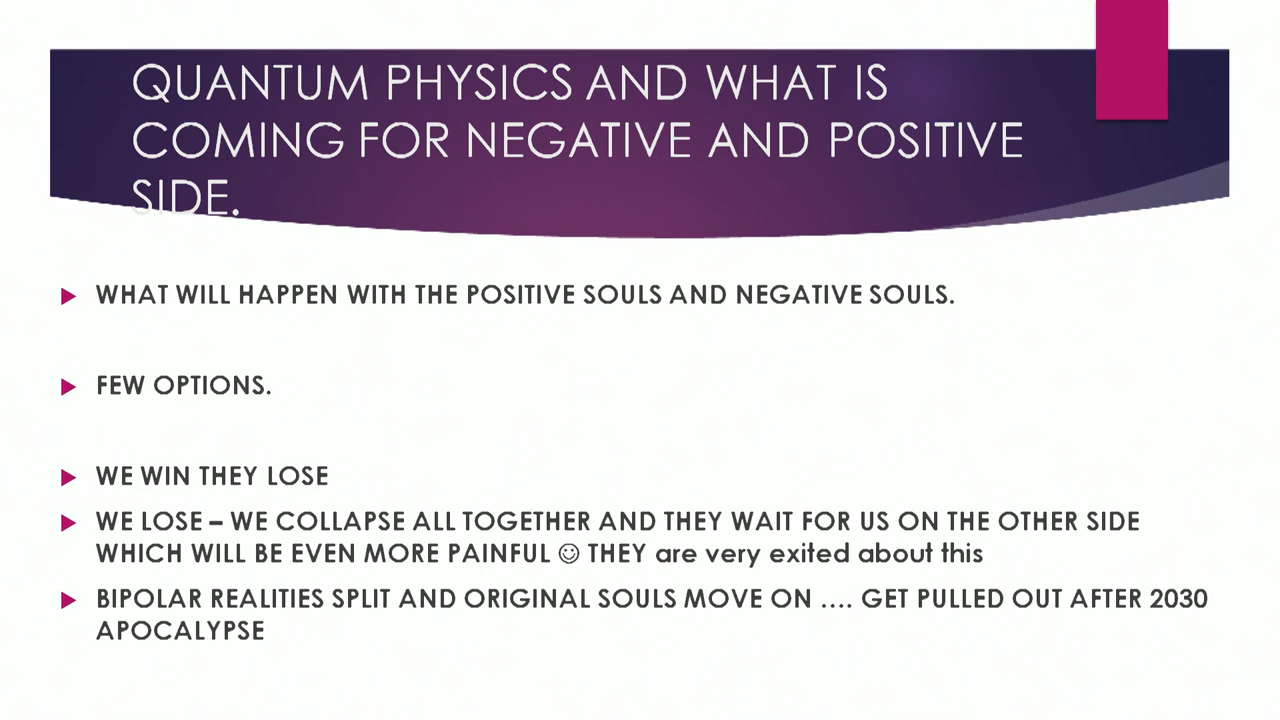 QUANTUM PHYSICS AND WHAT IS
COMING FOR NEGATIVE AND POSITIVE
SIDE.
WHAT WILL HAPPEN WITH THE POSITIVE SOULS AND NEGATIVE SOULS.
FEW OPTIONS.
WE WIN THEY LOSE
WE LOSE – WE COLLAPSE ALL TOGETHER AND THEY WAIT FOR US ON THE OTHER SIDE
WHICH WILL BE EVEN MORE PAINFUL ☺ THEY are very exited about this
BIPOLAR REALITIES SPLIT AND ORIGINAL SOULS MOVE ON …. GET PULLED OUT AFTER 2030
APOCALYPSE